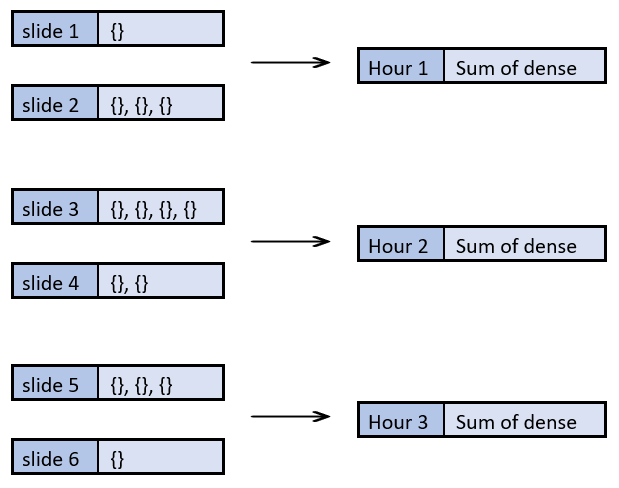 slide 1 {}
slide 2 {}, {}, {}
Hour 1 Sum of dense
slide 3 {}, {}, {}, {}
slide 4 {}, {}
Hour 2 Sum of dense
slide 5 {}, {}, {}
slide 6 {}
Hour 3 Sum of dense